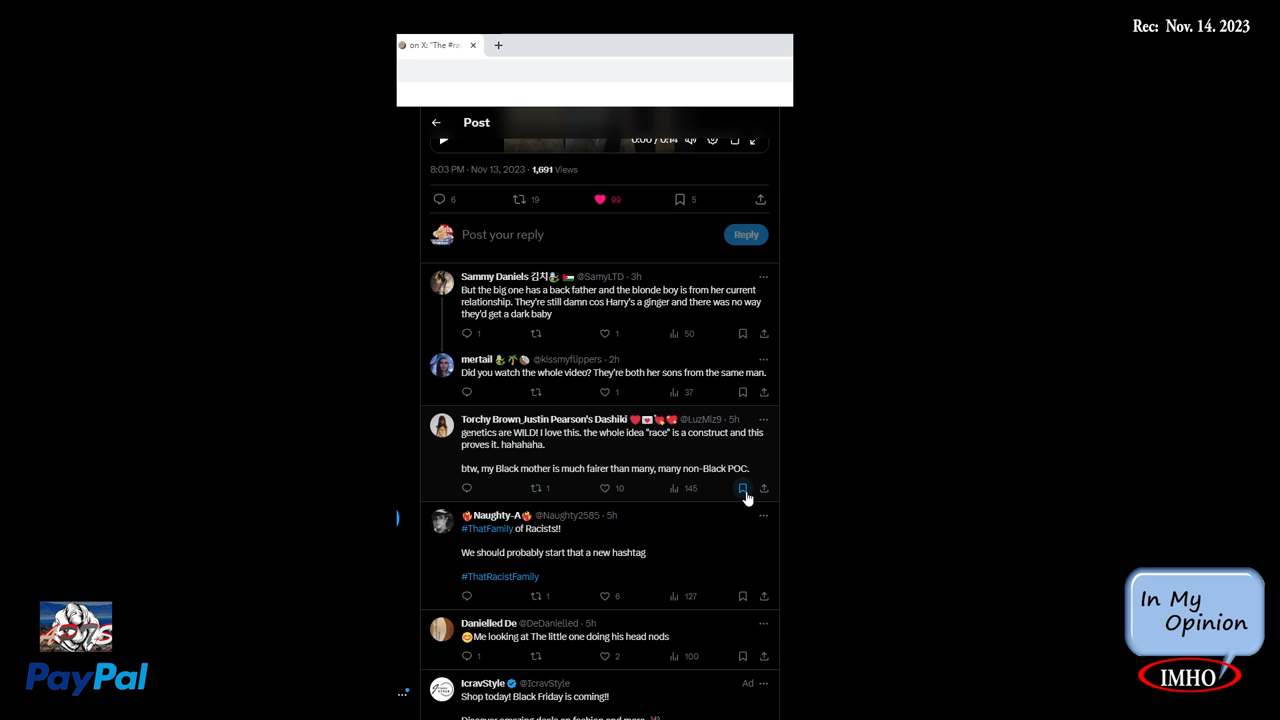 Rec: Nov. 14. 2023
on X: "The #ra
Post
0:00 / 0:14
8:03 PM · Nov 13, 2023 · 1,691 Views
6 19 99 5
Post your reply
Reply
Sammy Daniels 김치 @SamyLTD · 3h
But the big one has a back father and the blonde boy is from her current
relationship. They're still damn cos Harry's a ginger and there was no way
they'd get a dark baby
1 1 50
mertail @kissmyflippers · 2h
Did you watch the whole video? They're both her sons from the same man.
1 37
Torchy Brown_Justin Pearson's Dashiki @LuzMiz9 · 5h
genetics are WILD! I love this. the whole idea "race" is a construct and this
proves it. hahahaha.
btw, my Black mother is much fairer than many, many non-Black POC.
1 10 145
Naughty-A @Naughty2585 · 5h
#ThatFamily of Racists!!
We should probably start that a new hashtag
#ThatRacistFamily
1 6 127
Danielled De @DeDanielled · 5h
Me looking at The little one doing his head nods
1 2 100
IcravStyle @IcravStyle Ad
Shop today! Black Friday is coming!!
Discover amazing deals on fashion and more.
PayPal
In My
Opinion
IMHO